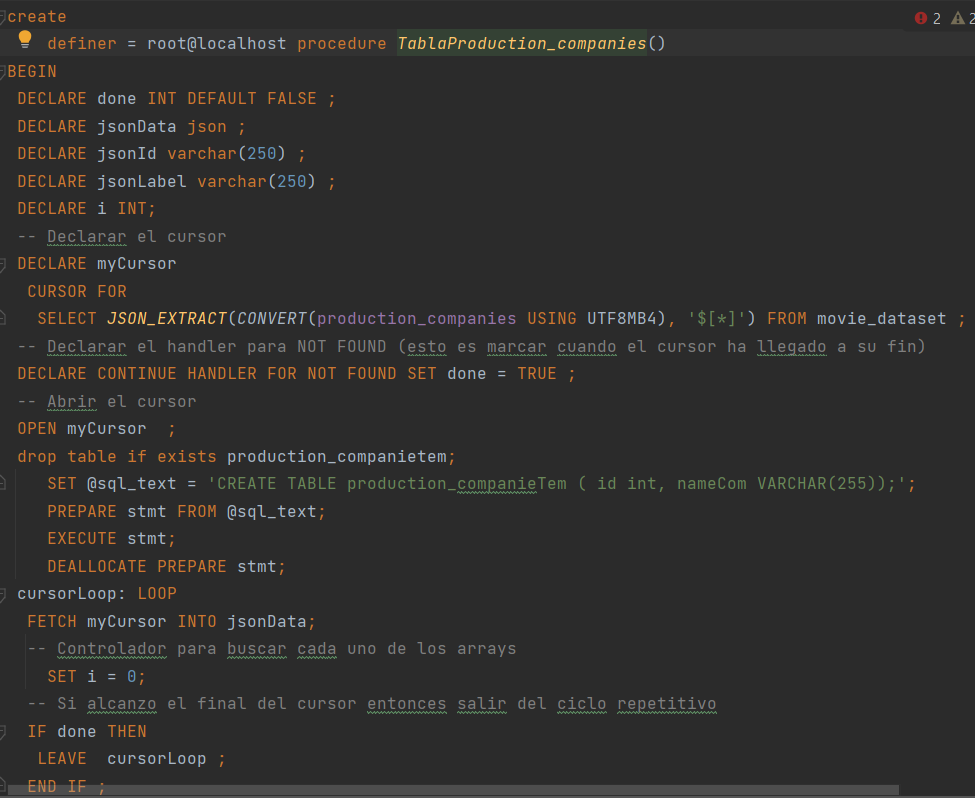 create
2 2
definer = root@localhost procedure TablaProduction_companies()
BEGIN
DECLARE done INT DEFAULT FALSE ;
DECLARE jsonData json ;
DECLARE jsonId varchar(250) ;
DECLARE jsonLabel varchar(250) ;
DECLARE i INT;
-- Declarar el cursor
DECLARE myCursor
CURSOR FOR
SELECT JSON_EXTRACT(CONVERT(production_companies USING UTF8MB4), '$[*]') FROM movie_dataset ;
-- Declarar el handler para NOT FOUND (esto es marcar cuando el cursor ha llegado a su fin)
DECLARE CONTINUE HANDLER FOR NOT FOUND SET done = TRUE ;
-- Abrir el cursor
OPEN myCursor  ;
drop table if exists production_companietem;
SET @sql_text = 'CREATE TABLE production_companieTem ( id int, nameCom VARCHAR(255));';
PREPARE stmt FROM @sql_text;
EXECUTE stmt;
DEALLOCATE PREPARE stmt;
cursorLoop: LOOP
FETCH myCursor INTO jsonData;
-- Controlador para buscar cada uno de los arrays
SET i = 0;
-- Si alcanzo el final del cursor entonces salir del ciclo repetitivo
IF done THEN
LEAVE  cursorLoop ;
END IF ;